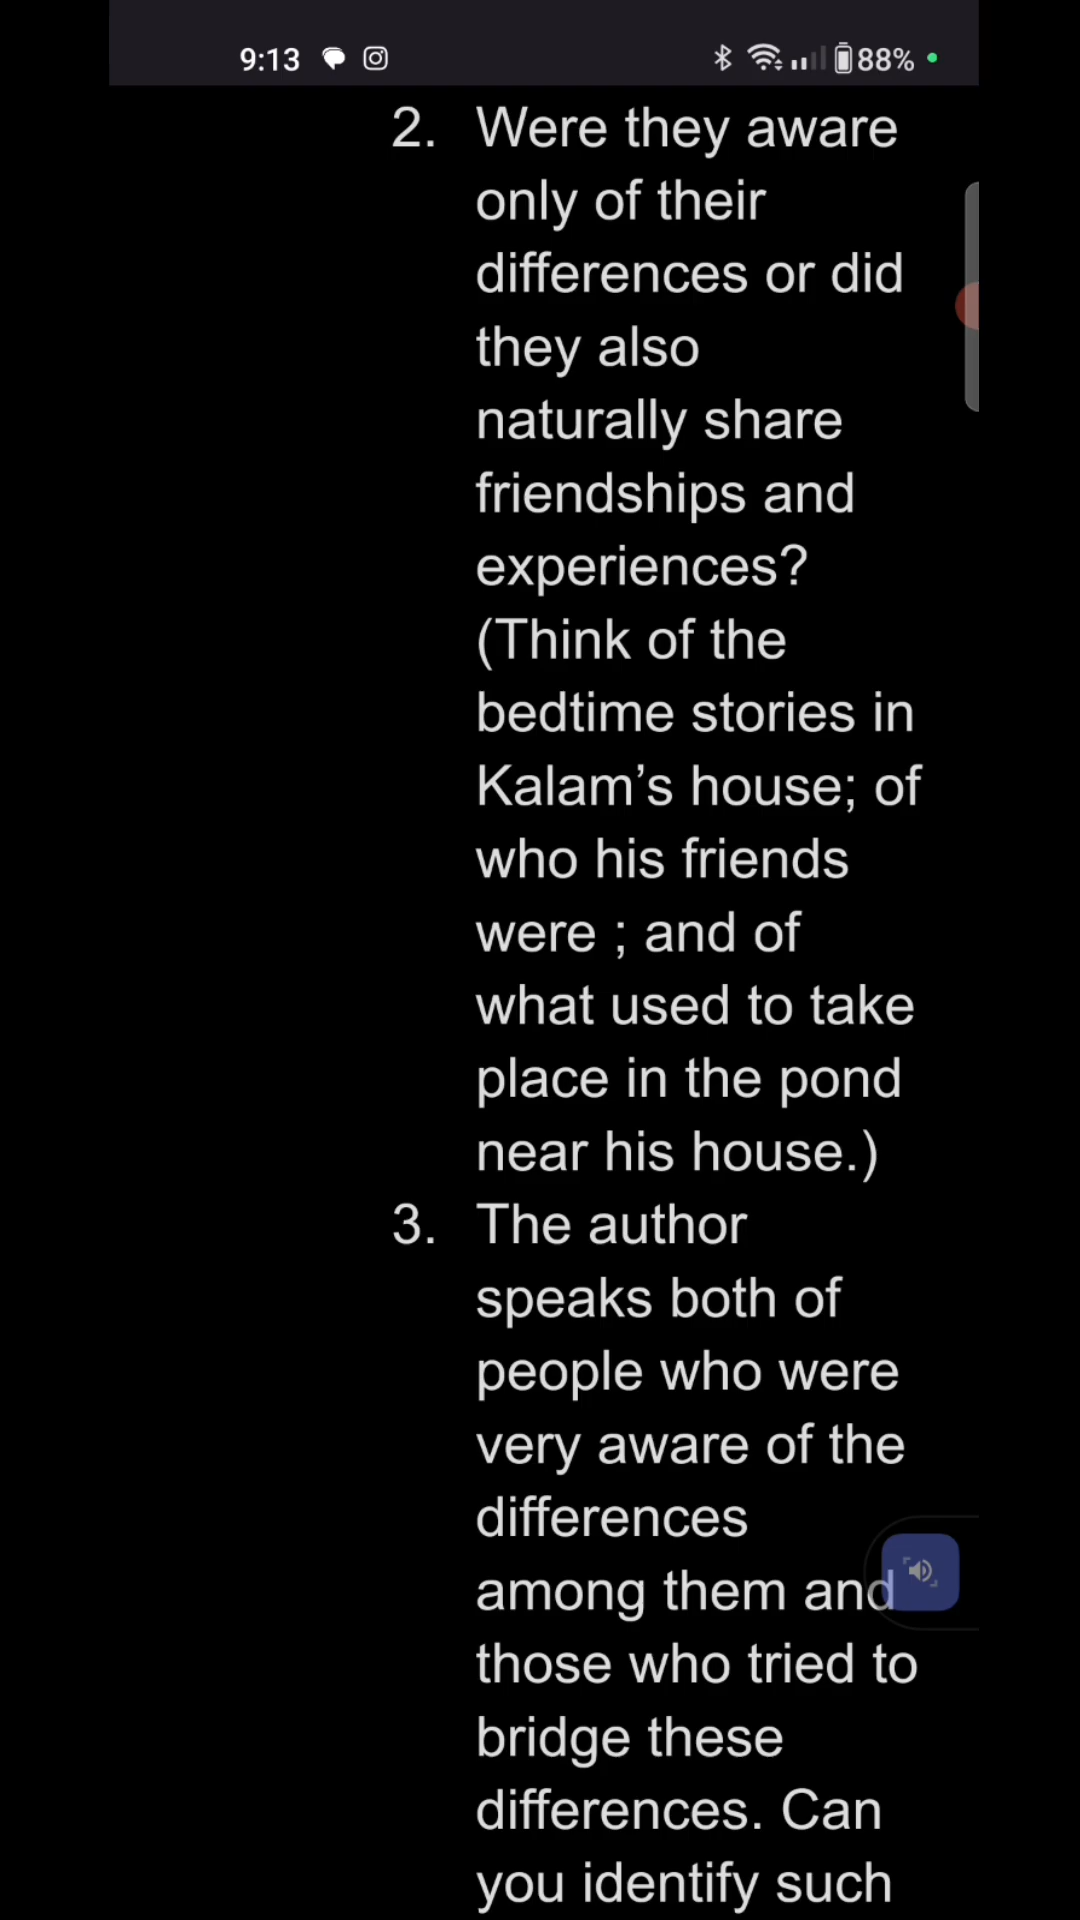 9:13
88%
2. Were they aware
only of their
differences or did
they also
naturally share
friendships and
experiences?
(Think of the
bedtime stories in
Kalam’s house; of
who his friends
were ; and of
what used to take
place in the pond
near his house.)
3. The author
speaks both of
people who were
very aware of the
differences
among them and
those who tried to
bridge these
differences. Can
you identify such